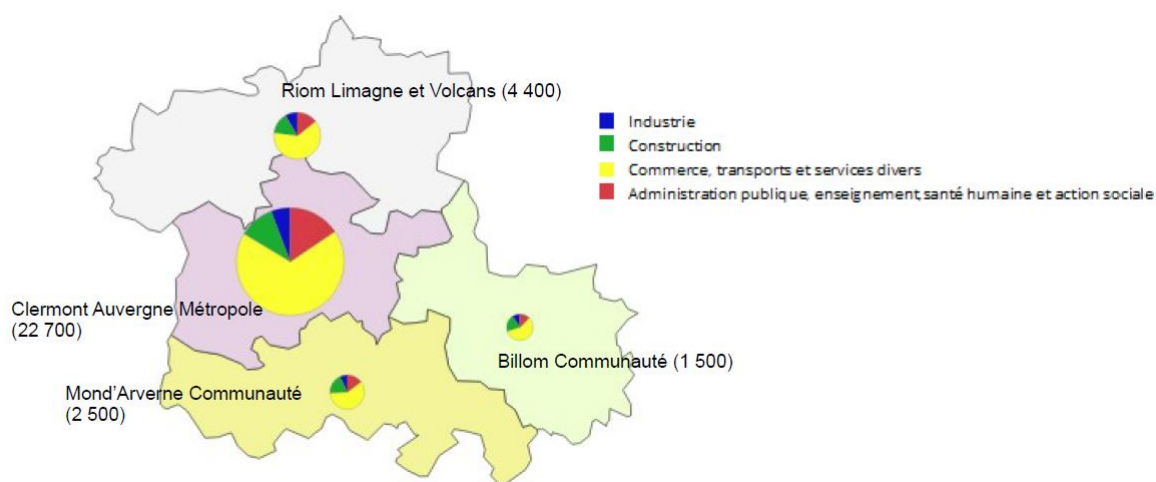 Riom Limagne et Volcans (4 400)
Industrie
Construction
Commerce, transports et services divers
Administration publique, enseignement,santé humaine et action sociale
Clermont Auvergne Métropole
(22 700)
Billom Communauté (1 500)
Mond'Arverne Communauté
(2 500)